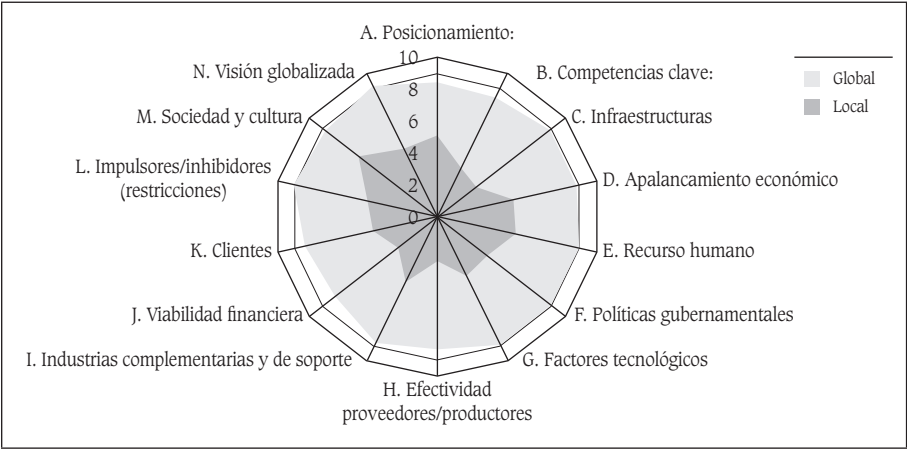 A. Posicionamiento:
B. Competencias clave:
C. Infraestructuras
D. Apalancamiento económico
E. Recurso humano
F. Políticas gubernamentales
G. Factores tecnológicos
H. Efectividad
proveedores/productores
I. Industrias complementarias y de soporte
J. Viabilidad financiera
K. Clientes
L. Impulsores/inhibidores
(restricciones)
M. Sociedad y cultura
N. Visión globalizada
10
8
6
4
2
0
Global
Local